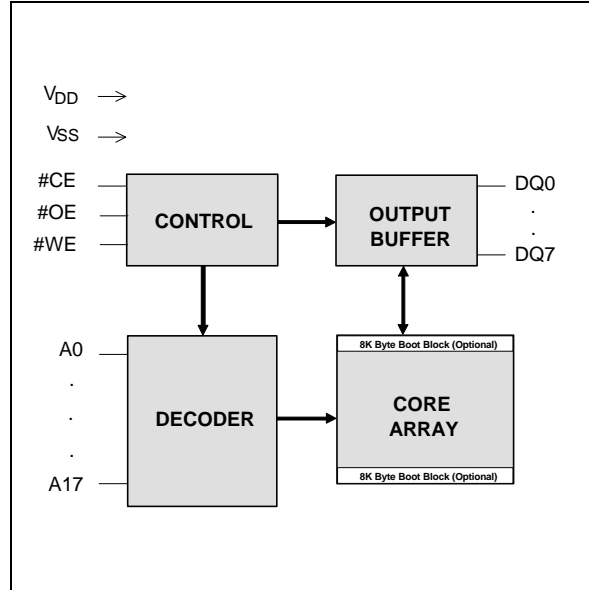 VDD
VSS
#CE
#OE
#WE
CONTROL
OUTPUT
BUFFER
DQ0
.
.
DQ7
A0
.
.
.
A17
DECODER
8K Byte Boot Block (Optional)
CORE
ARRAY
8K Byte Boot Block (Optional)